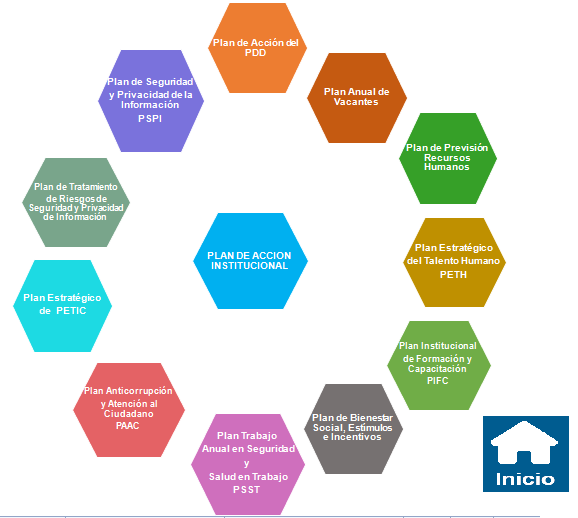 Plan de Acción del
PDD
Plan Anual de
Vacantes
Plan de Previsión
Recursos
Humanos
Plan Estratégico
del Talento Humano
PETH
Plan Institucional
de Formación y
Capacitación
PIFC
Plan de Bienestar
Social, Estímulos
e Incentivos
Plan Trabajo
Anual en Seguridad
y
Salud en Trabajo
PSST
Plan Anticorrupción
y Atención al
Ciudadano
PAAC
Plan Estratégico
de PETIC
Plan de Tratamiento
de Riesgos de
Seguridad y Privacidad
de Información
Plan de Seguridad
y Privacidad de la
Información
PSPI
PLAN DE ACCION
INSTITUCIONAL
Inicio